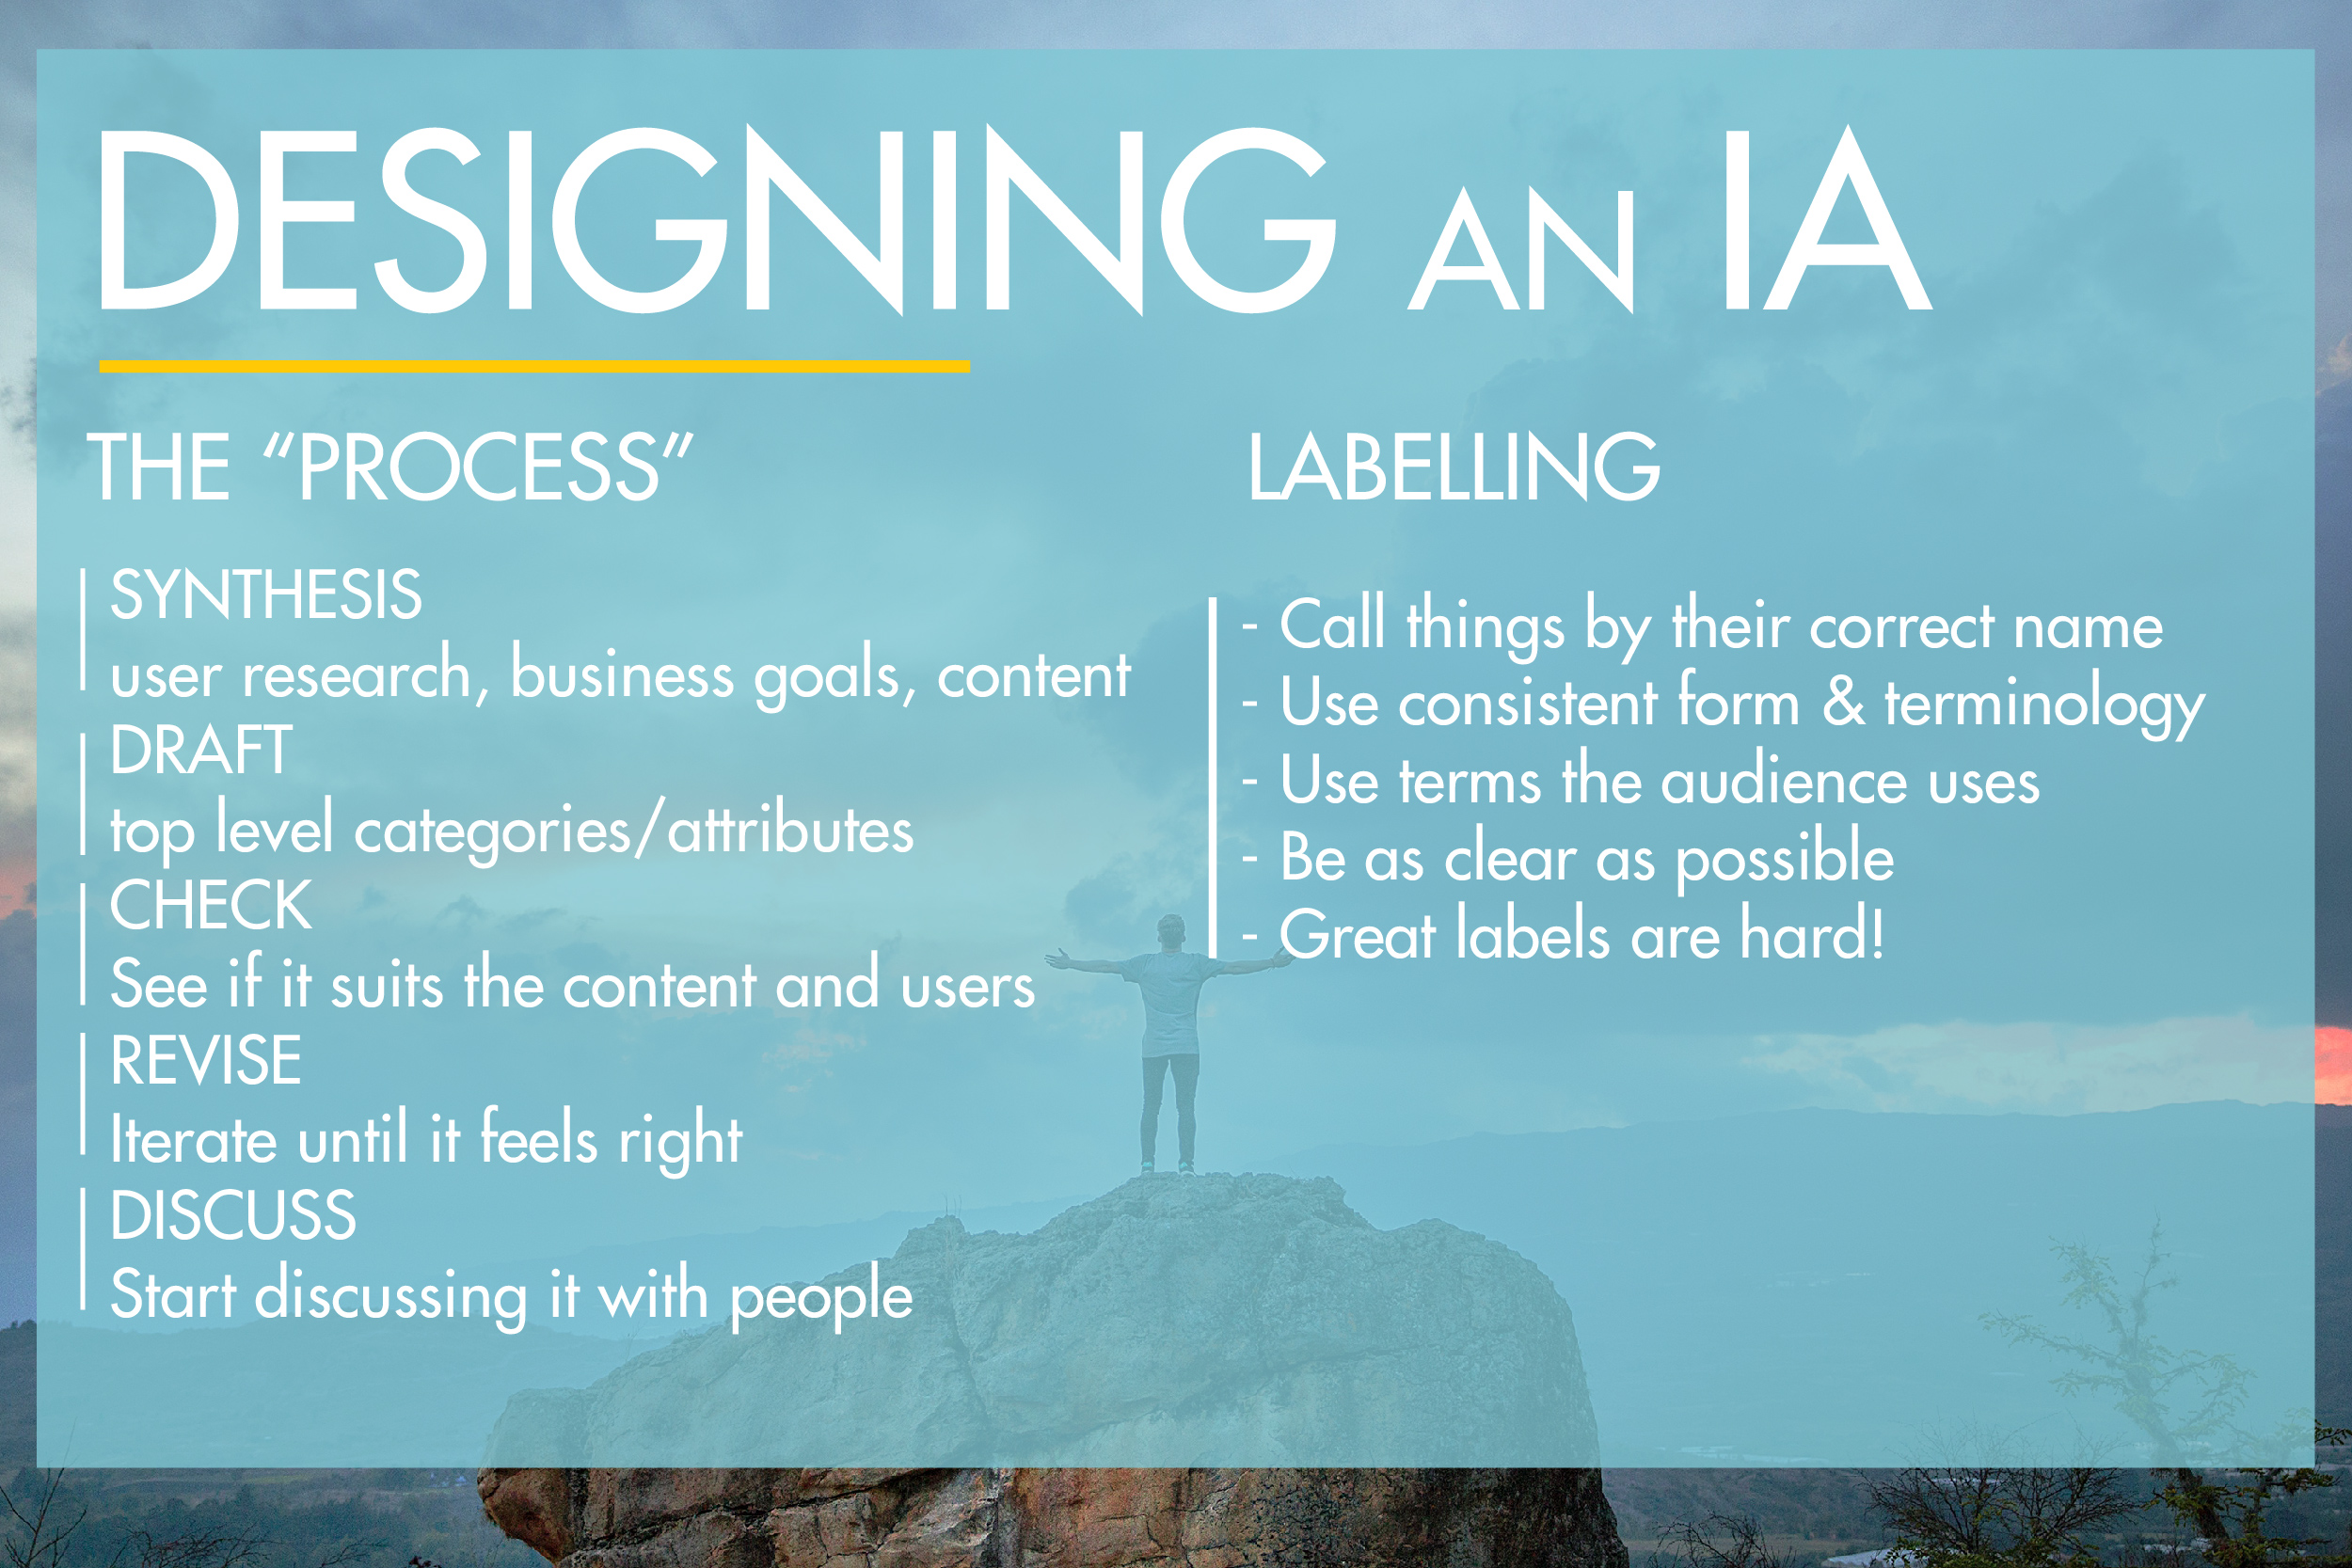 DESIGNING AN IA
THE “PROCESS”
SYNTHESIS
user research, business goals, content
DRAFT
top level categories/attributes
CHECK
See if it suits the content and users
REVISE
Iterate until it feels right
DISCUSS
Start discussing it with people
LABELLING
- Call things by their correct name
- Use consistent form & terminology
- Use terms the audience uses
- Be as clear as possible
- Great labels are hard!